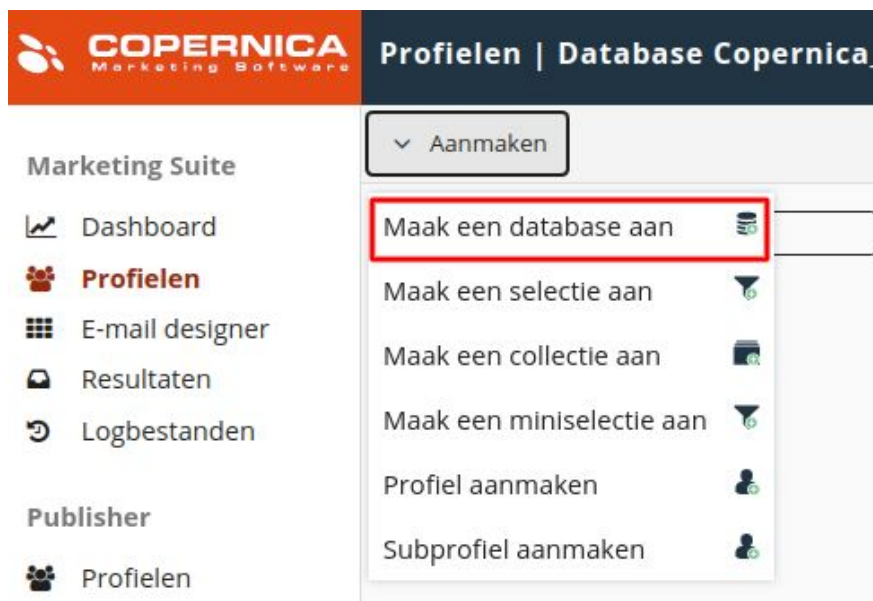 COPERNICA
Marketing Software
Profielen | Database Copernica_
Aanmaken
Marketing Suite
Dashboard
Profielen
E-mail designer
Resultaten
Logbestanden
Publisher
Profielen
Maak een database aan
Maak een selectie aan
Maak een collectie aan
Maak een miniselectie aan
Profiel aanmaken
Subprofiel aanmaken